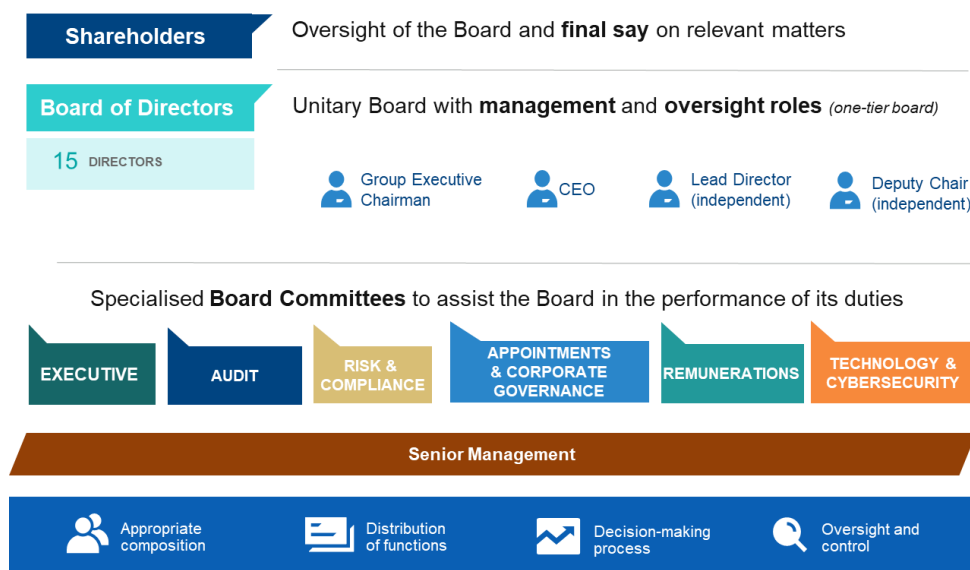 Shareholders
Oversight of the Board and final say on relevant matters
Board of Directors
Unitary Board with management and oversight roles (one-tier board)
15 DIRECTORS
Group Executive
Chairman
CEO
Lead Director
(independent)
Deputy Chair
(independent)
Specialised Board Committees to assist the Board in the performance of its duties
EXECUTIVE
AUDIT
RISK &
COMPLIANCE
APPOINTMENTS
& CORPORATE
GOVERNANCE
REMUNERATIONS
TECHNOLOGY &
CYBERSECURITY
Senior Management
Appropriate
composition
Distribution
of functions
Decision-making
process
Oversight and
control